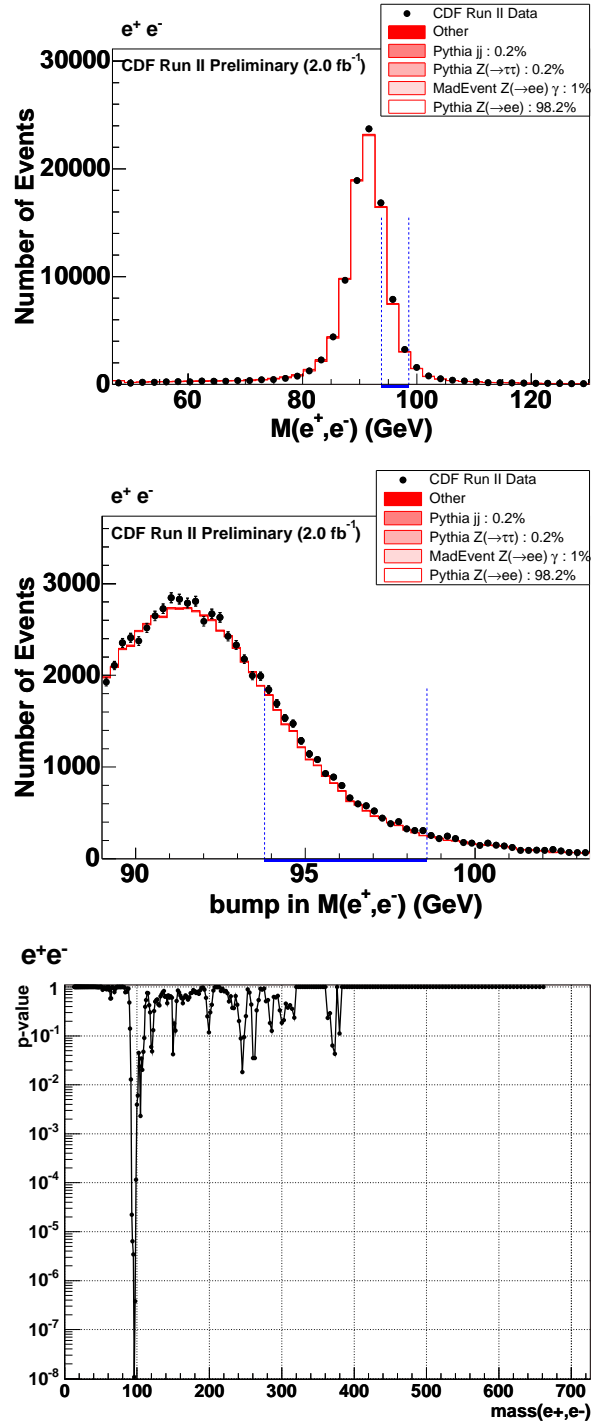 e⁺ e⁻
CDF Run II Data
Other
Pythia jj : 0.2%
Pythia Z(→ττ) : 0.2%
MadEvent Z(→ee) γ : 1%
Pythia Z(→ee) : 98.2%
CDF Run II Preliminary (2.0 fb⁻¹)
Number of Events
30000
20000
10000
0
60 80 100 120
M(e⁺,e⁻) (GeV)
e⁺ e⁻
CDF Run II Data
Other
Pythia jj : 0.2%
Pythia Z(→ττ) : 0.2%
MadEvent Z(→ee) γ : 1%
Pythia Z(→ee) : 98.2%
CDF Run II Preliminary (2.0 fb⁻¹)
Number of Events
3000
2000
1000
0
90 95 100
bump in M(e⁺,e⁻) (GeV)
e⁺e⁻
p-value
1
10⁻¹
10⁻²
10⁻³
10⁻⁴
10⁻⁵
10⁻⁶
10⁻⁷
10⁻⁸
0 100 200 300 400 500 600 700
mass(e+,e-)